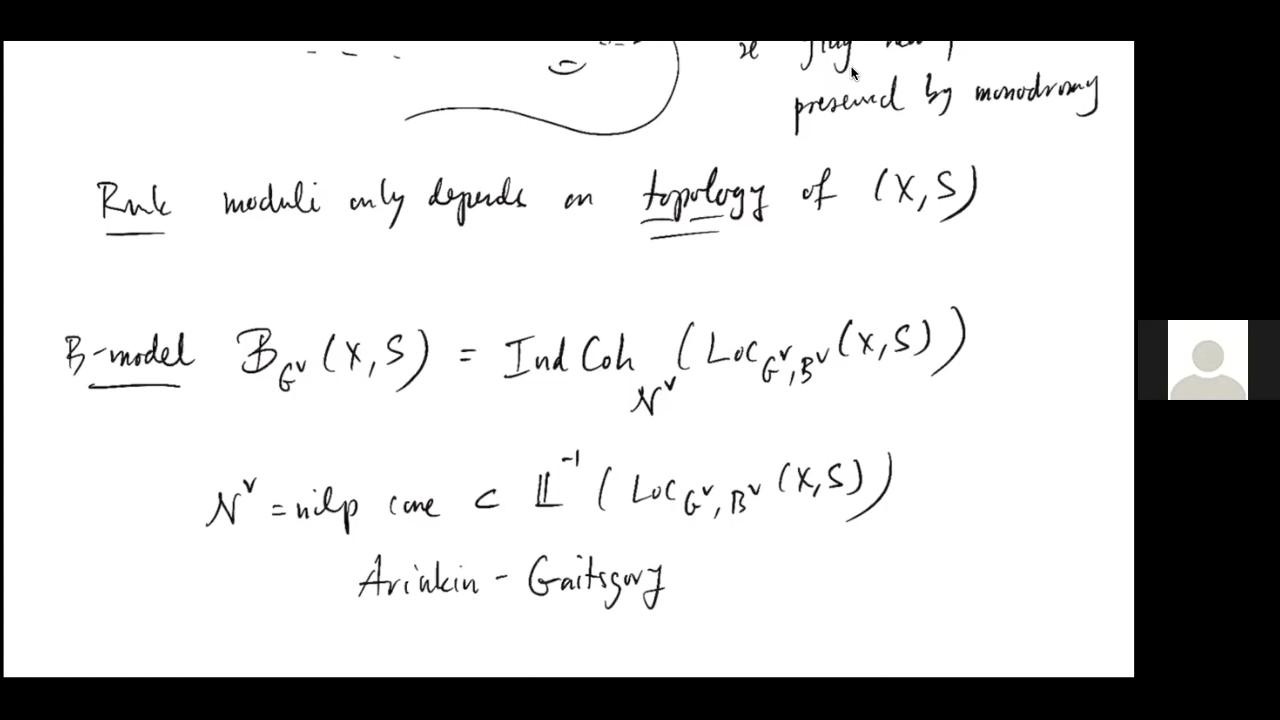 presevd by monodromy
Rmk moduli only depends on topology of (X, S)
B-model B_{G^∨}(X, S) = IndCoh_{N^∨}(Loc_{G^∨, B^∨}(X, S))
N^∨ = nilp cone ⊂ 𝕃^{-1}(Loc_{G^∨, B^∨}(X, S))
Arinkin - Gaitsgory